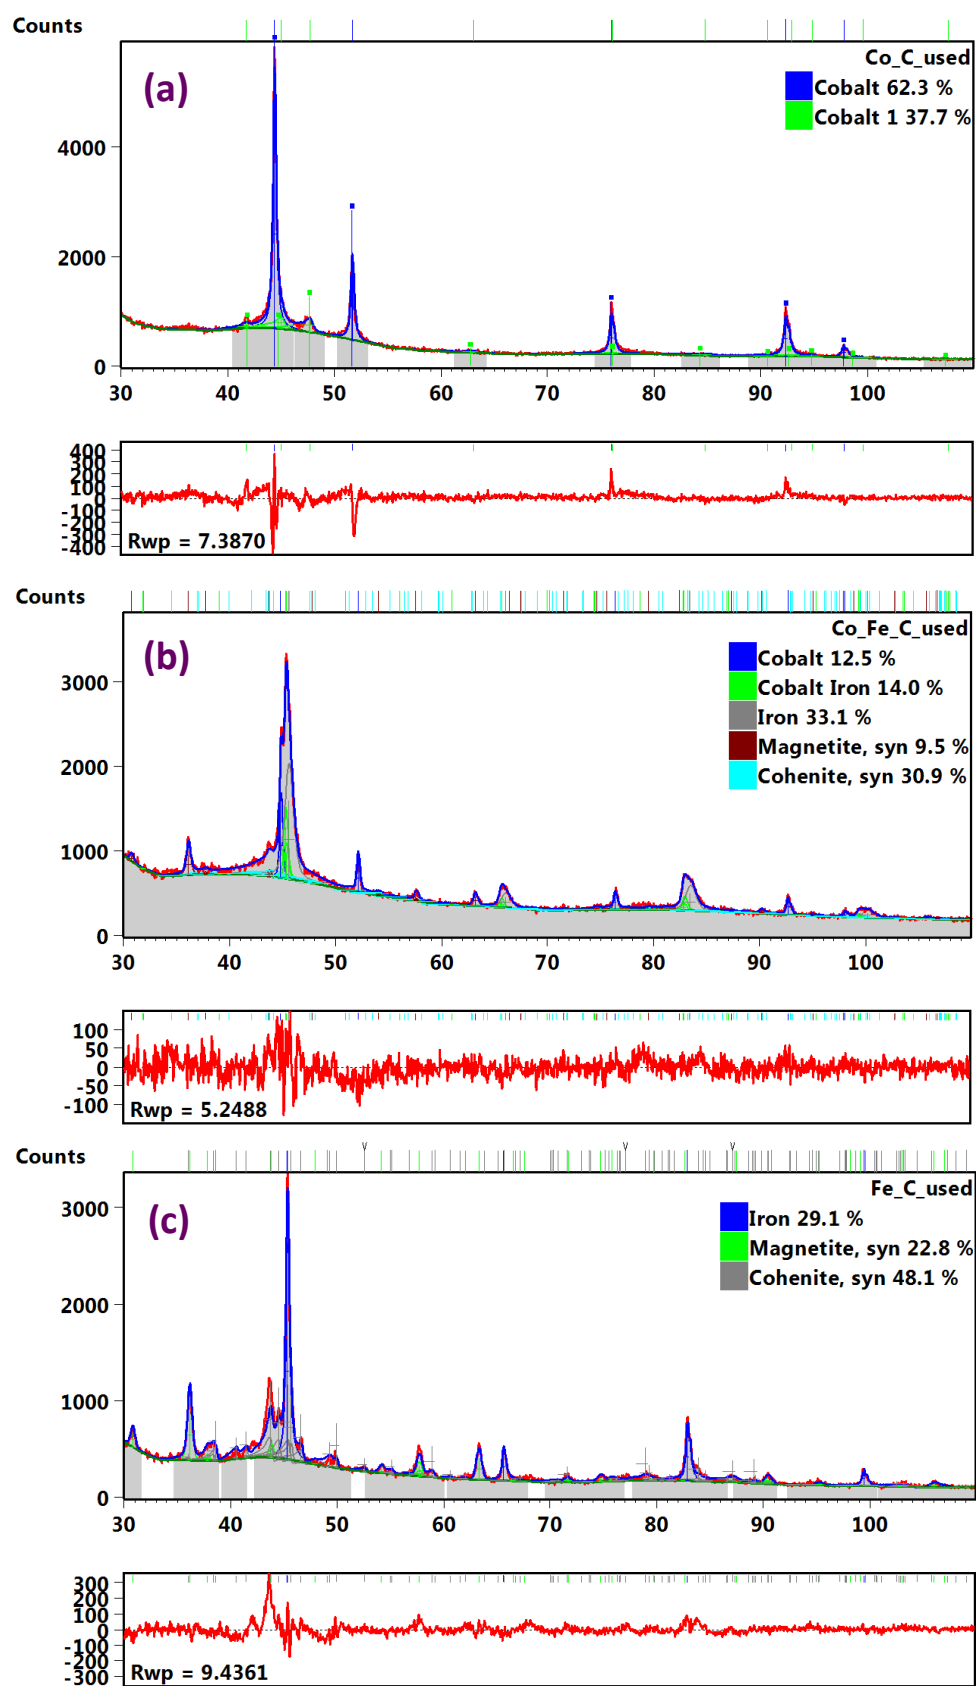 Counts
(a)
Co_C_used
Cobalt 62.3 %
Cobalt 1 37.7 %
4000
2000
0
30 40 50 60 70 80 90 100
400
300
200
100
0
-100
-200
-300
-400
Rwp = 7.3870
Counts
(b)
Co_Fe_C_used
Cobalt 12.5 %
Cobalt Iron 14.0 %
Iron 33.1 %
Magnetite, syn 9.5 %
Cohenite, syn 30.9 %
3000
2000
1000
0
30 40 50 60 70 80 90 100
100
50
0
-50
-100
Rwp = 5.2488
Counts
(c)
Fe_C_used
Iron 29.1 %
Magnetite, syn 22.8 %
Cohenite, syn 48.1 %
3000
2000
1000
0
30 40 50 60 70 80 90 100
300
200
100
0
-100
-200
-300
Rwp = 9.4361